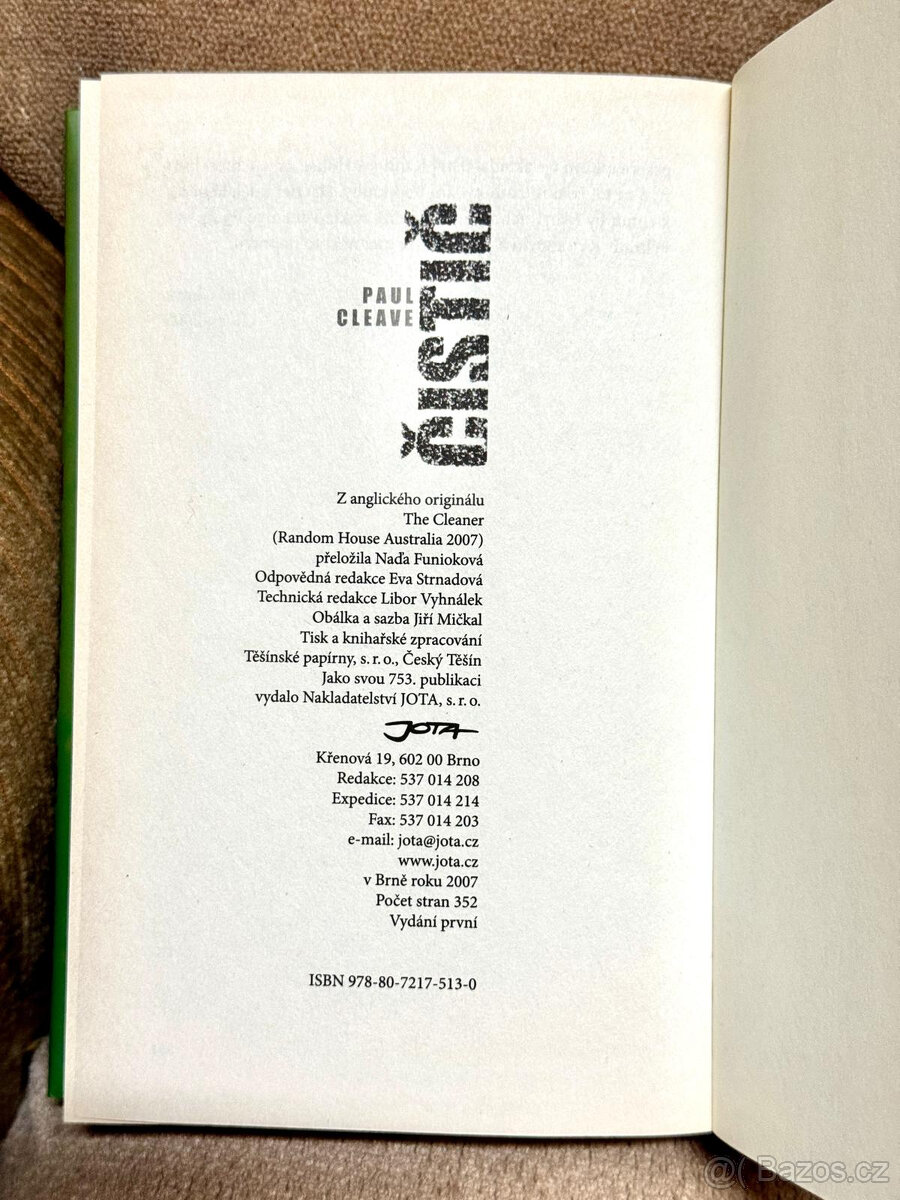 PAUL
CLEAVE
ČISTIČ
Z anglického originálu
The Cleaner
(Random House Australia 2007)
přeložila Naďa Funioková
Odpovědná redakce Eva Strnadová
Technická redakce Libor Vyhnálek
Obálka a sazba Jiří Mičkal
Tisk a knihařské zpracování
Těšínské papírny, s. r. o., Český Těšín
Jako svou 753. publikaci
vydalo Nakladatelství JOTA, s. r. o.
JOTA
Křenová 19, 602 00 Brno
Redakce: 537 014 208
Expedice: 537 014 214
Fax: 537 014 203
e-mail: jota@jota.cz
www.jota.cz
v Brně roku 2007
Počet stran 352
Vydání první
ISBN 978-80-7217-513-0
@( Bazos.cz